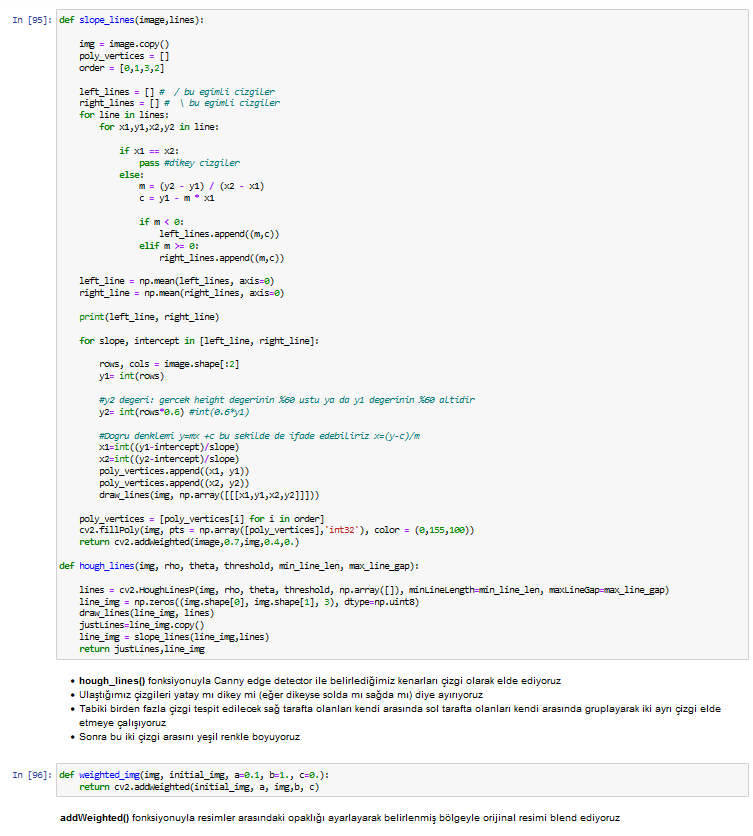 In [95]: def slope_lines(image,lines):
img = image.copy()
poly_vertices = []
order = [0,1,3,2]
left_lines = [] # / bu egimli cizgiler
right_lines = [] # \ bu egimli cizgiler
for line in lines:
for x1,y1,x2,y2 in line:
if x1 == x2:
pass #dikey cizgiler
else:
m = (y2 - y1) / (x2 - x1)
c = y1 - m * x1
if m < 0:
left_lines.append((m,c))
elif m >= 0:
right_lines.append((m,c))
left_line = np.mean(left_lines, axis=0)
right_line = np.mean(right_lines, axis=0)
print(left_line, right_line)
for slope, intercept in [left_line, right_line]:
rows, cols = image.shape[:2]
y1= int(rows)
#y2 degeri: gercek height degerinin %60 ustu ya da y1 degerinin %60 altidir
y2= int(rows*0.6) #int(0.6*y1)
#Dogru denklemi y=mx +c bu sekilde de ifade edebiliriz x=(y-c)/m
x1=int((y1-intercept)/slope)
x2=int((y2-intercept)/slope)
poly_vertices.append((x1, y1))
poly_vertices.append((x2, y2))
draw_lines(img, np.array([[[x1,y1,x2,y2]]]))
poly_vertices = [poly_vertices[i] for i in order]
cv2.fillPoly(img, pts = np.array([poly_vertices],'int32'), color = (0,155,100))
return cv2.addWeighted(image,0.7,img,0.4,0.)
def hough_lines(img, rho, theta, threshold, min_line_len, max_line_gap):
lines = cv2.HoughLinesP(img, rho, theta, threshold, np.array([]), minLineLength=min_line_len, maxLineGap=max_line_gap)
line_img = np.zeros((img.shape[0], img.shape[1], 3), dtype=np.uint8)
draw_lines(line_img, lines)
justLines=line_img.copy()
line_img = slope_lines(line_img,lines)
return justLines,line_img
• hough_lines() fonksiyonuyla Canny edge detector ile belirlediğimiz kenarları çizgi olarak elde ediyoruz
• Ulaştığımız çizgileri yatay mı dikey mi (eğer dikeyse solda mı sağda mı) diye ayırıyoruz
• Tabiki birden fazla çizgi tespit edilecek sağ tarafta olanları kendi arasında sol tarafta olanları kendi arasında gruplayarak iki ayrı çizgi elde
etmeye çalışıyoruz
• Sonra bu iki çizgi arasını yeşil renkle boyuyoruz
In [96]: def weighted_img(img, initial_img, a=0.1, b=1., c=0.):
return cv2.addWeighted(initial_img, a, img,b, c)
addWeighted() fonksiyonuyla resimler arasındaki opaklığı ayarlayarak belirlenmiş bölgeyle orijinal resimi blend ediyoruz